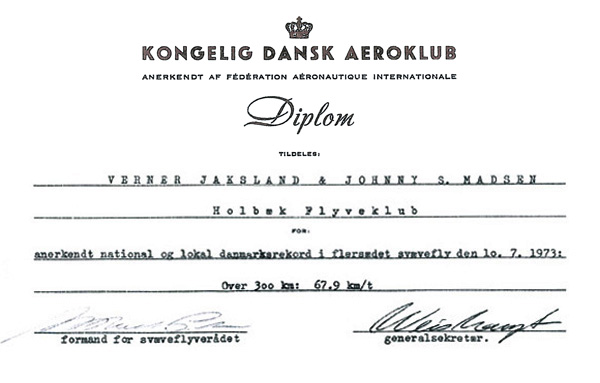 KONGELIG DANSK AEROKLUB
ANERKENDT AF FÉDÉRATION AÉRONAUTIQUE INTERNATIONALE
Diplom
TILDELES:
VERNER JAKSLAND & JOHNNY S. MADSEN
Holbæk Flyveklub
FOR:
anerkendt national og lokal danmarksrekord i flersædet svævefly den 10. 7. 1973:
Over 300 km: 67.9 km/t
formand for svæveflyverådet
generalsekretær.